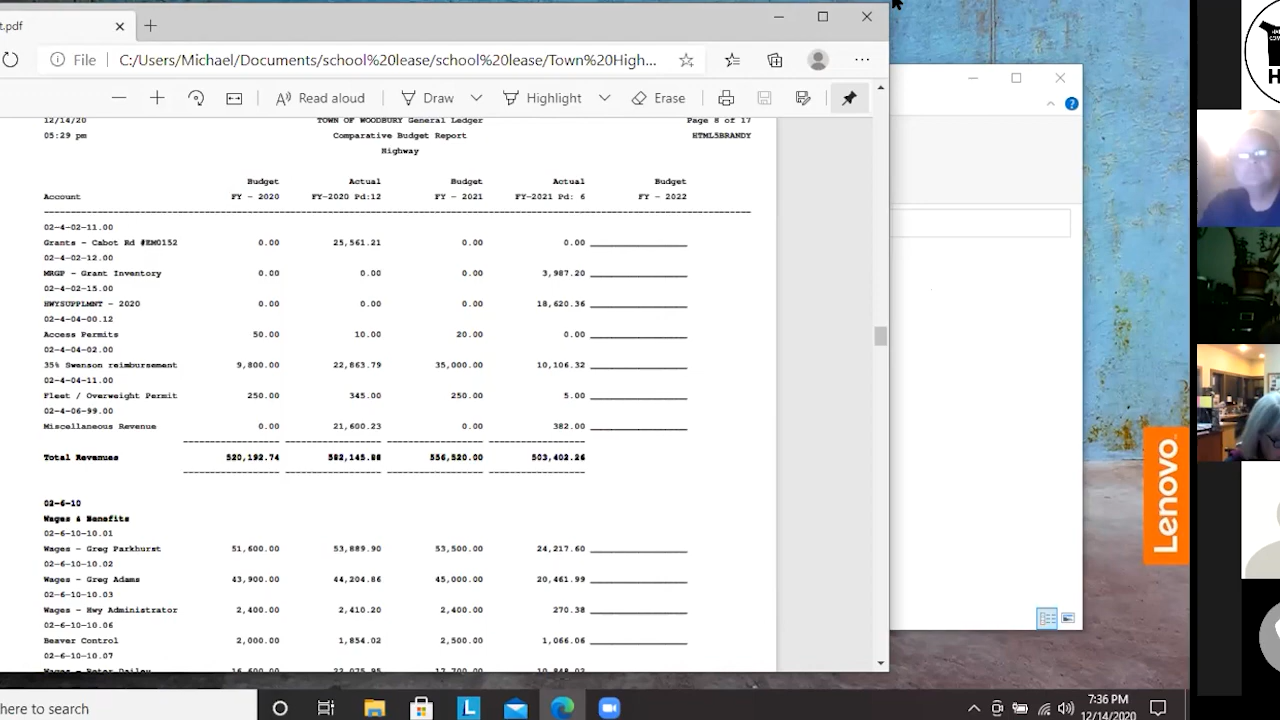 t.pdf
File C:/Users/Michael/Documents/school%20lease/school%20lease/Town%20High...
Read aloud Draw Highlight Erase
12/14/20 TOWN OF WOODBURY General Ledger Page 8 of 17
05:29 pm Comparative Budget Report HTML5BRANDY
Highway
Budget Actual Budget Actual Budget
Account FY - 2020 FY-2020 Pd:12 FY - 2021 FY-2021 Pd: 6 FY - 2022
02-4-02-11.00
Grants - Cabot Rd #EM0152 0.00 25,561.21 0.00 0.00
02-4-02-12.00
MRGP - Grant Inventory 0.00 0.00 0.00 3,987.20
02-4-02-15.00
HWYSUPPLMNT - 2020 0.00 0.00 0.00 18,620.36
02-4-04-00.12
Access Permits 50.00 10.00 20.00 0.00
02-4-04-02.00
35% Swenson reimbursement 9,800.00 22,863.79 35,000.00 10,106.32
02-4-04-11.00
Fleet / Overweight Permit 250.00 345.00 250.00 5.00
02-4-06-99.00
Miscellaneous Revenue 0.00 21,600.23 0.00 382.00
Total Revenues 520,192.74 582,145.88 536,520.00 503,402.26
02-6-10
Wages & Benefits
02-6-10-10.01
Wages - Greg Parkhurst 51,600.00 53,889.90 53,500.00 24,217.60
02-6-10-10.02
Wages - Greg Adams 43,900.00 44,204.86 45,000.00 20,461.99
02-6-10-10.03
Wages - Hwy Administrator 2,400.00 2,410.20 2,400.00 270.38
02-6-10-10.06
Beaver Control 2,000.00 1,854.02 2,500.00 1,066.06
02-6-10-10.07
Lenovo
here to search
7:36 PM
12/14/2020